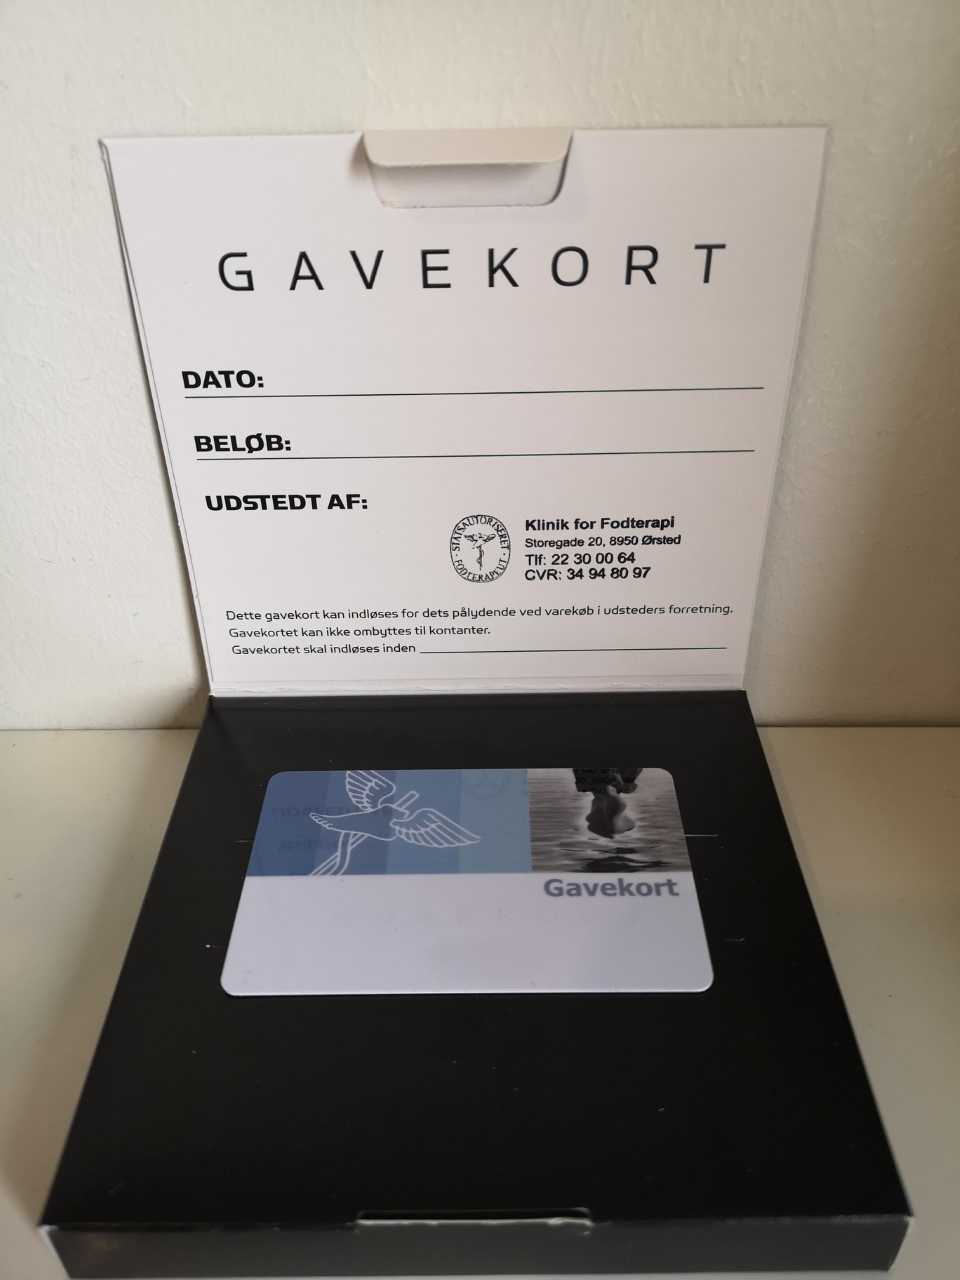 GAVEKORT
DATO:
BELØB:
UDSTEDT AF:
STATSAUTORISERET
FODTERAPEUT
Klinik for Fodterapi
Storegade 20, 8950 Ørsted
Tlf: 22 30 00 64
CVR: 34 94 80 97
Dette gavekort kan indløses for dets pålydende ved varekøb i udsteders forretning.
Gavekortet kan ikke ombyttes til kontanter.
Gavekortet skal indløses inden
Gavekort